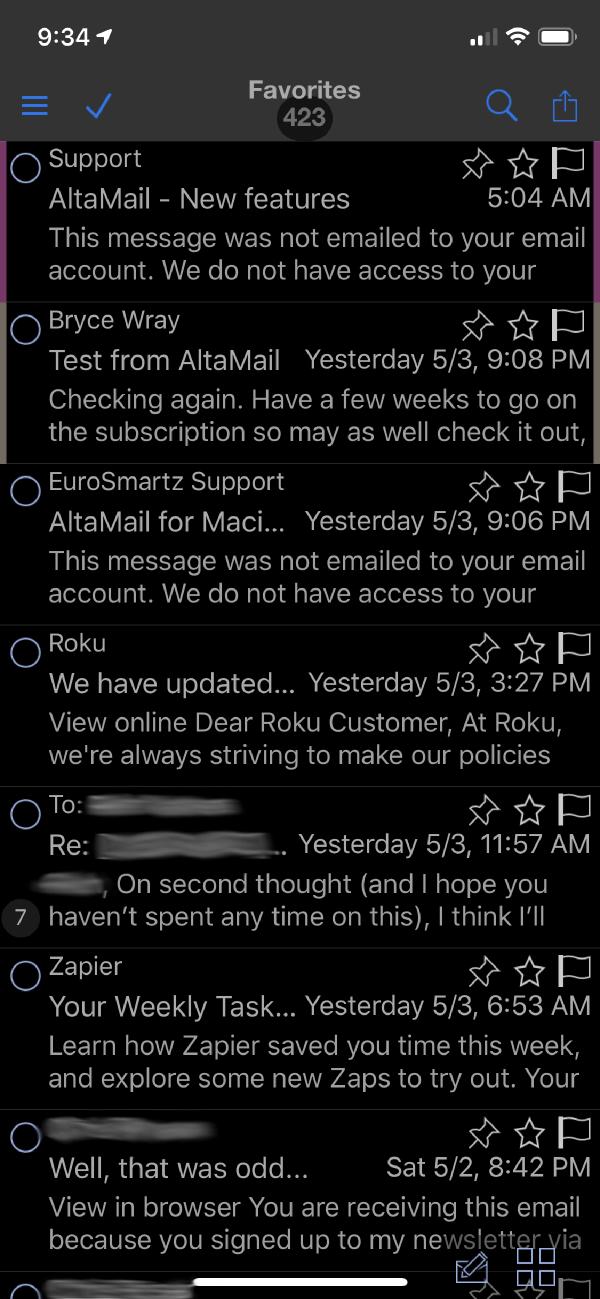 9:34
Favorites
423
Support
AltaMail - New features 5:04 AM
This message was not emailed to your email
account. We do not have access to your
Bryce Wray
Test from AltaMail Yesterday 5/3, 9:08 PM
Checking again. Have a few weeks to go on
the subscription so may as well check it out,
EuroSmartz Support
AltaMail for Maci... Yesterday 5/3, 9:06 PM
This message was not emailed to your email
account. We do not have access to your
Roku
We have updated... Yesterday 5/3, 3:27 PM
View online Dear Roku Customer, At Roku,
we're always striving to make our policies
To:
Re: ... Yesterday 5/3, 11:57 AM
, On second thought (and I hope you
7 haven’t spent any time on this), I think I’ll
Zapier
Your Weekly Task... Yesterday 5/3, 6:53 AM
Learn how Zapier saved you time this week,
and explore some new Zaps to try out. Your
Well, that was odd... Sat 5/2, 8:42 PM
View in browser You are receiving this email
because you signed up to my newsletter via